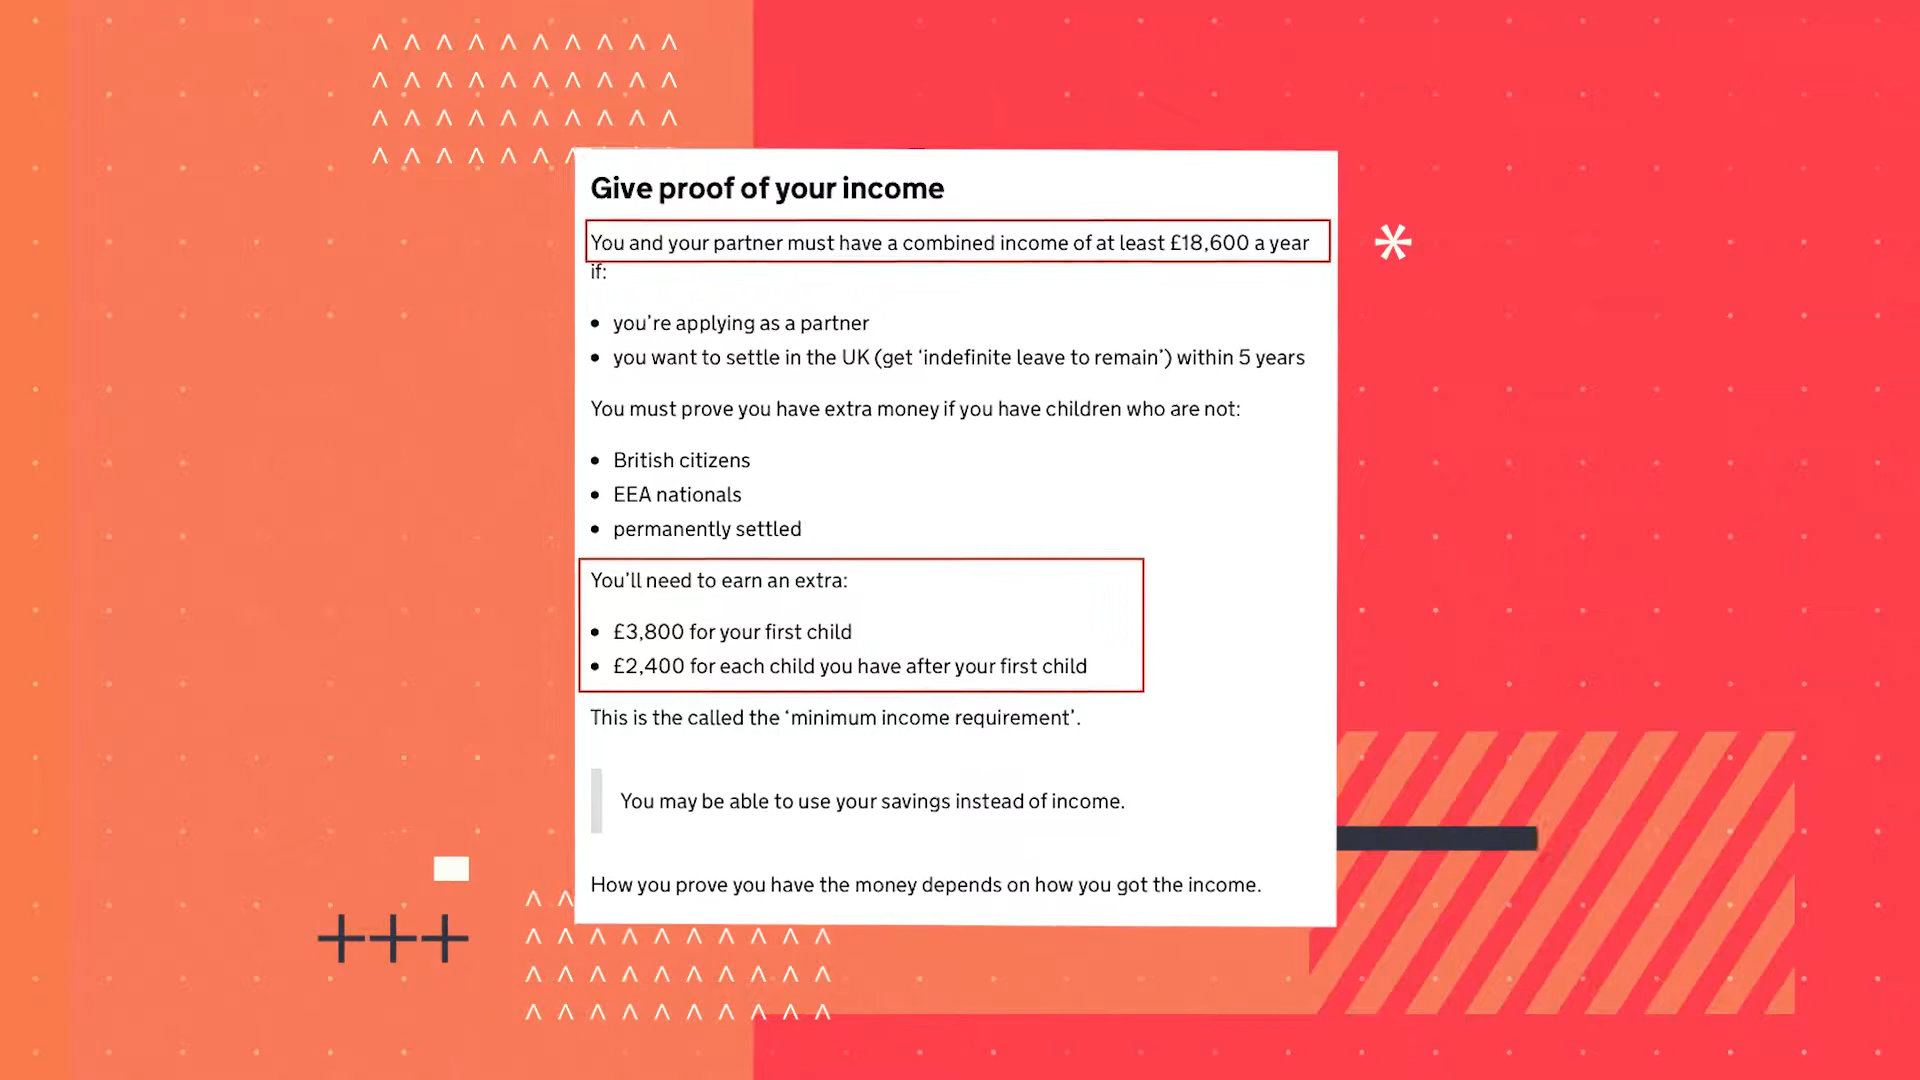 Give proof of your income
You and your partner must have a combined income of at least £18,600 a year
if:
• you’re applying as a partner
• you want to settle in the UK (get ‘indefinite leave to remain’) within 5 years
You must prove you have extra money if you have children who are not:
• British citizens
• EEA nationals
• permanently settled
You’ll need to earn an extra:
• £3,800 for your first child
• £2,400 for each child you have after your first child
This is the called the ‘minimum income requirement’.
You may be able to use your savings instead of income.
How you prove you have the money depends on how you got the income.